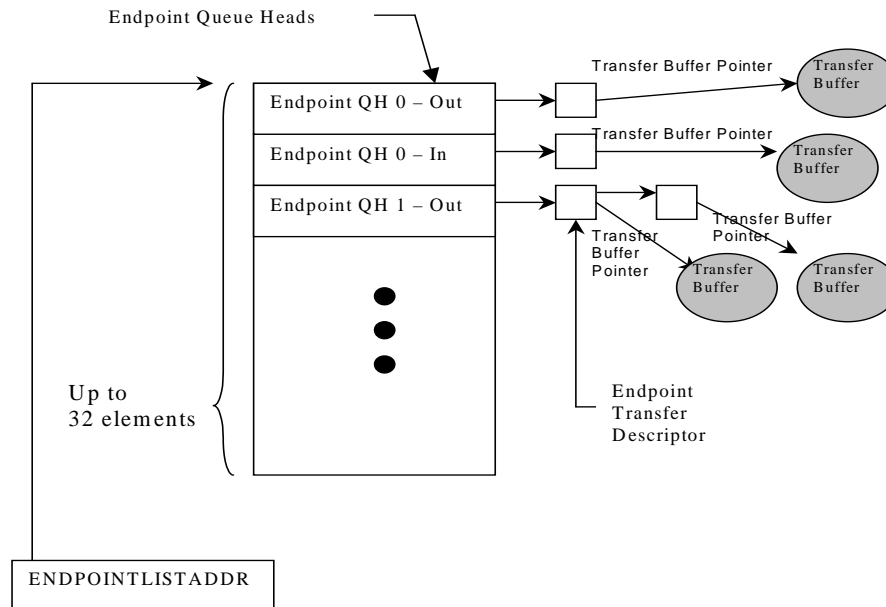 Endpoint Queue Heads
Endpoint QH 0 – Out
Transfer Buffer Pointer
Transfer
Buffer
Endpoint QH 0 – In
Transfer Buffer Pointer
Transfer
Buffer
Endpoint QH 1 – Out
Transfer Buffer
Pointer
Transfer
Buffer
Pointer
Transfer
Buffer
Transfer
Buffer
Up to
32 elements
Endpoint
Transfer
Descriptor
ENDPOINTLISTADDR